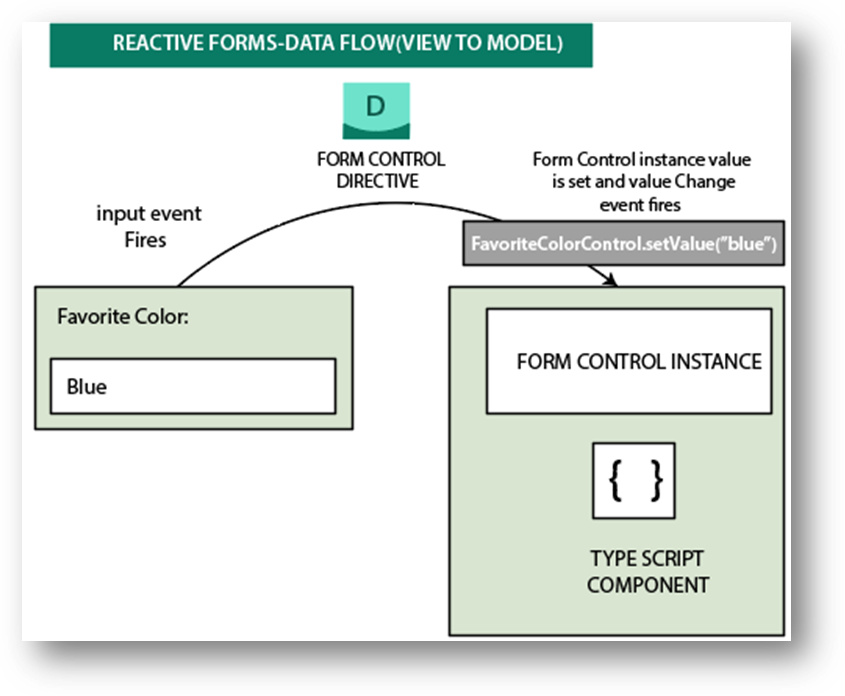 REACTIVE FORMS-DATA FLOW(VIEW TO MODEL)
D
FORM CONTROL
DIRECTIVE
Form Control instance value
is set and value Change
event fires
input event
Fires
FavoriteColorControl.setValue("blue")
Favorite Color:
Blue
FORM CONTROL INSTANCE
{ }
TYPE SCRIPT
COMPONENT